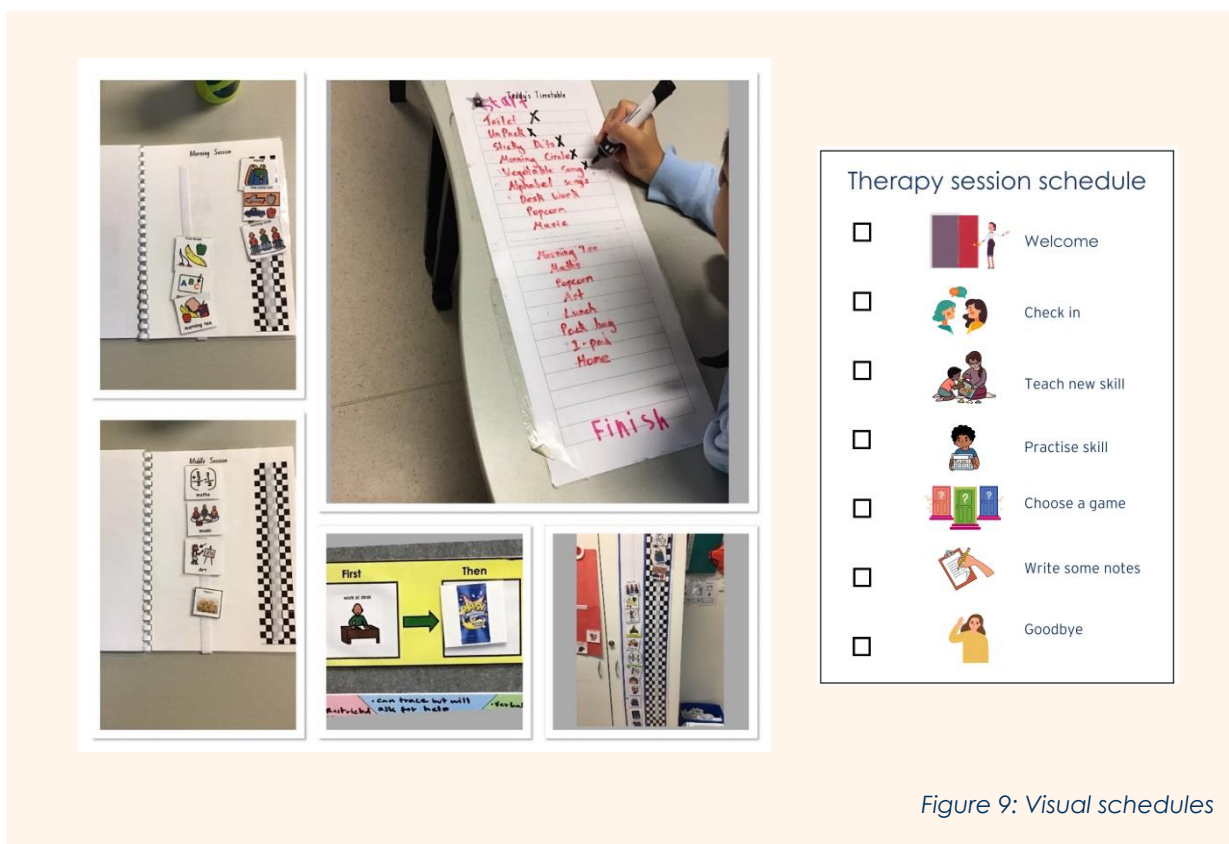 Morning Session
A B C
morning tea
Middle Session
maths
music
Art
Teddy's Timetable
Start
Toilet X
UnPack X
Sticky Dots X
Morning Circle X
Vegetable Song X
Alphabet songs
Desk Work
Popcorn
Music
Morning Tea
Maths
Popcorn
Art
Lunch
Pack bag
I-pad
Home
Finish
First
Then
work at desk
• can trace but will
ask for help
Therapy session schedule
Welcome
Check in
Teach new skill
Practise skill
Choose a game
Write some notes
Goodbye
Figure 9: Visual schedules